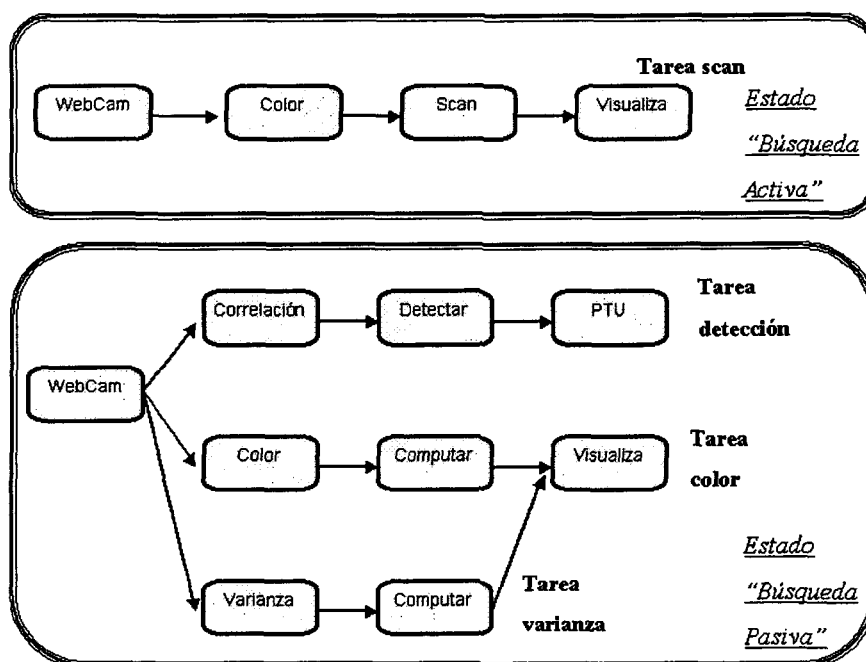 Tarea scan
WebCam
Color
Scan
Visualiza
Estado
“Búsqueda
Activa”
Correlación
Detectar
PTU
Tarea
detección
WebCam
Color
Computar
Visualiza
Tarea
color
Varianza
Computar
Tarea
varianza
Estado
“Búsqueda
Pasiva”